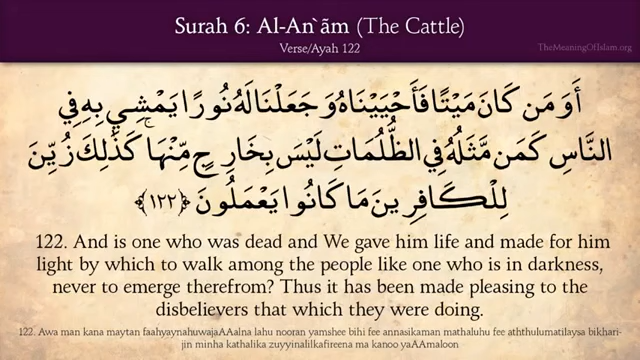 Surah 6: Al-An`ãm (The Cattle)
Verse/Ayah 122
TheMeaningOfIslam.org
أَوَمَن كَانَ مَيْتًا فَأَحْيَيْنَاهُ وَجَعَلْنَا لَهُ نُورًا يَمْشِي بِهِ فِي
النَّاسِ كَمَن مَّثَلُهُ فِي الظُّلُمَاتِ لَيْسَ بِخَارِجٍ مِّنْهَا ۚ كَذَٰلِكَ زُيِّنَ
لِلْكَافِرِينَ مَا كَانُوا يَعْمَلُونَ ﴿١٢٢﴾
122. And is one who was dead and We gave him life and made for him
light by which to walk among the people like one who is in darkness,
never to emerge therefrom? Thus it has been made pleasing to the
disbelievers that which they were doing.
122. Awa man kana maytan faahyaynahuwajaAAalna lahu nooran yamshee bihi fee annasikaman mathaluhu fee aththulumatilaysa bikhari-
jin minha kathalika zuyyinalilkafireena ma kanoo yaAAmaloon